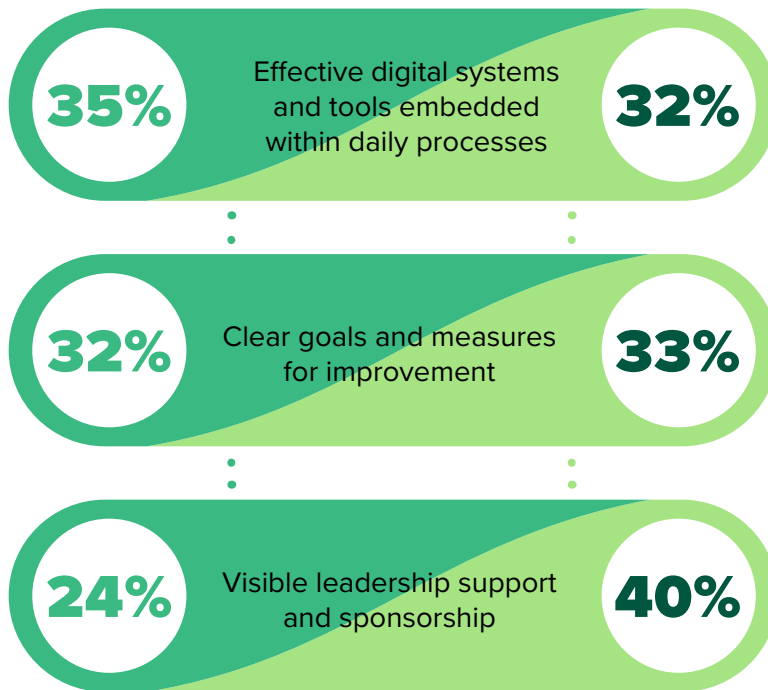 35%
Effective digital systems
and tools embedded
within daily processes
32%
32%
Clear goals and measures
for improvement
33%
24%
Visible leadership support
and sponsorship
40%